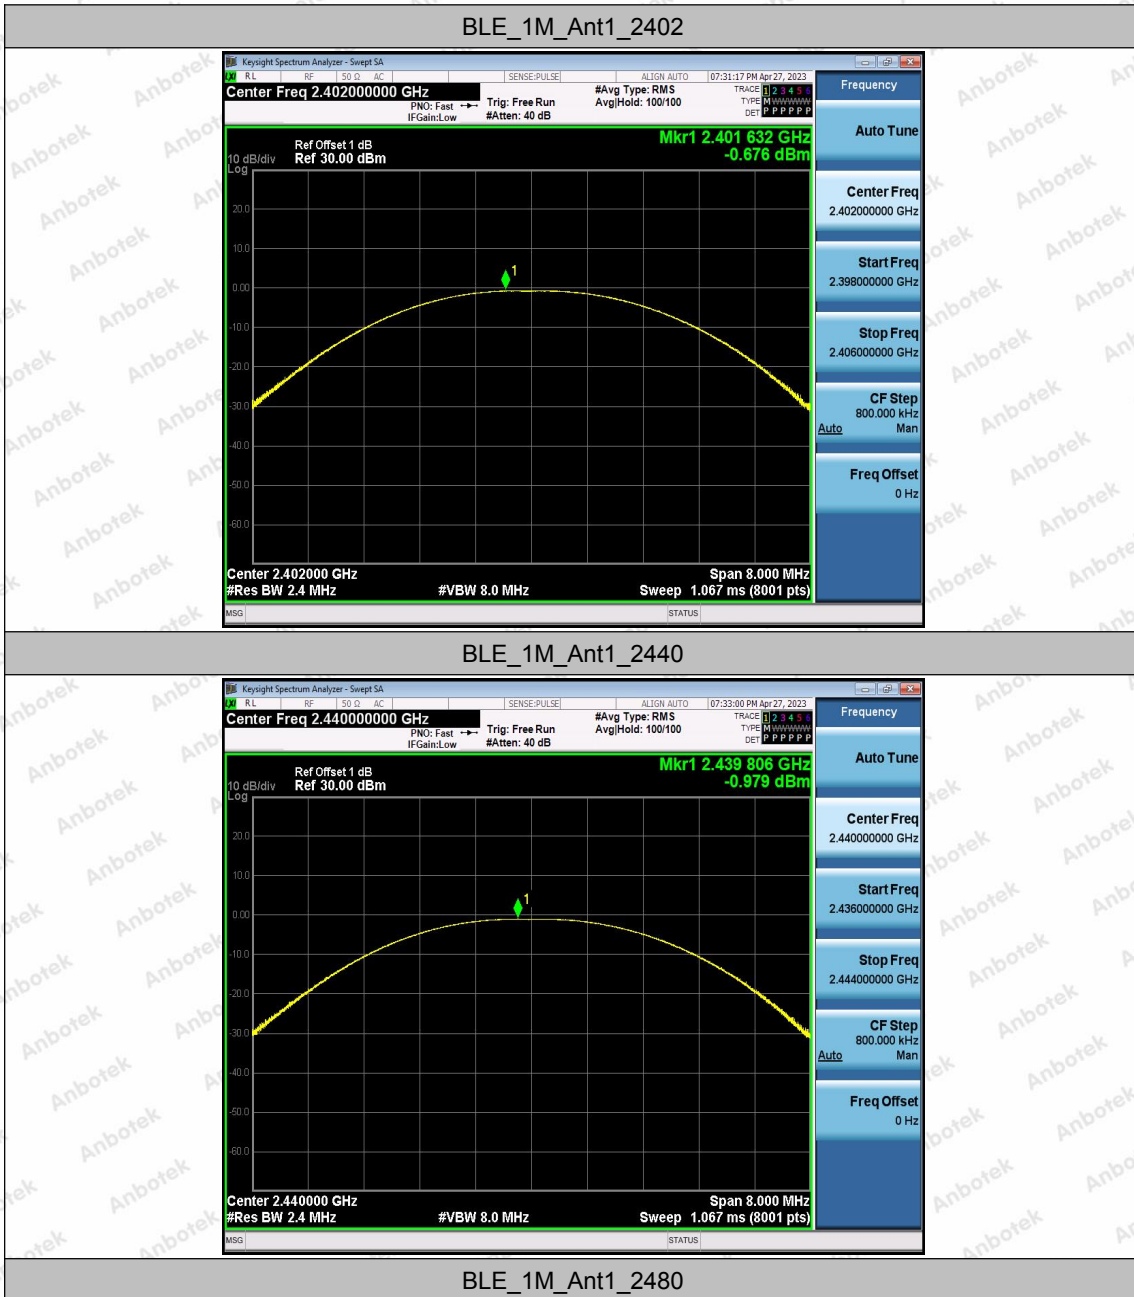 BLE_1M_Ant1_2402
Keysight Spectrum Analyzer - Swept SA
LXI RL RF 50 Ω AC SENSE:PULSE ALIGN AUTO 07:31:17 PM Apr 27, 2023
Center Freq 2.402000000 GHz
PNO: Fast
IFGain:Low
Trig: Free Run
#Atten: 40 dB
#Avg Type: RMS
Avg|Hold: 100/100
TRACE 1 2 3 4 5 6
TYPE M WWWWW
DET P P P P P P
Frequency
Auto Tune
Mkr1 2.401 632 GHz
-0.676 dBm
Ref Offset 1 dB
10 dB/div Ref 30.00 dBm
Log
20.0
10.0
0.00
-10.0
-20.0
-30.0
-40.0
-50.0
-60.0
1
Center Freq
2.402000000 GHz
Start Freq
2.398000000 GHz
Stop Freq
2.406000000 GHz
CF Step
800.000 kHz
Auto Man
Freq Offset
0 Hz
Center 2.402000 GHz Span 8.000 MHz
#Res BW 2.4 MHz #VBW 8.0 MHz Sweep 1.067 ms (8001 pts)
MSG STATUS
BLE_1M_Ant1_2440
Keysight Spectrum Analyzer - Swept SA
LXI RL RF 50 Ω AC SENSE:PULSE ALIGN AUTO 07:33:00 PM Apr 27, 2023
Center Freq 2.440000000 GHz
PNO: Fast
IFGain:Low
Trig: Free Run
#Atten: 40 dB
#Avg Type: RMS
Avg|Hold: 100/100
TRACE 1 2 3 4 5 6
TYPE M WWWWW
DET P P P P P P
Frequency
Auto Tune
Mkr1 2.439 806 GHz
-0.979 dBm
Ref Offset 1 dB
10 dB/div Ref 30.00 dBm
Log
20.0
10.0
0.00
-10.0
-20.0
-30.0
-40.0
-50.0
-60.0
1
Center Freq
2.440000000 GHz
Start Freq
2.436000000 GHz
Stop Freq
2.444000000 GHz
CF Step
800.000 kHz
Auto Man
Freq Offset
0 Hz
Center 2.440000 GHz Span 8.000 MHz
#Res BW 2.4 MHz #VBW 8.0 MHz Sweep 1.067 ms (8001 pts)
MSG STATUS
BLE_1M_Ant1_2480
Anbotek